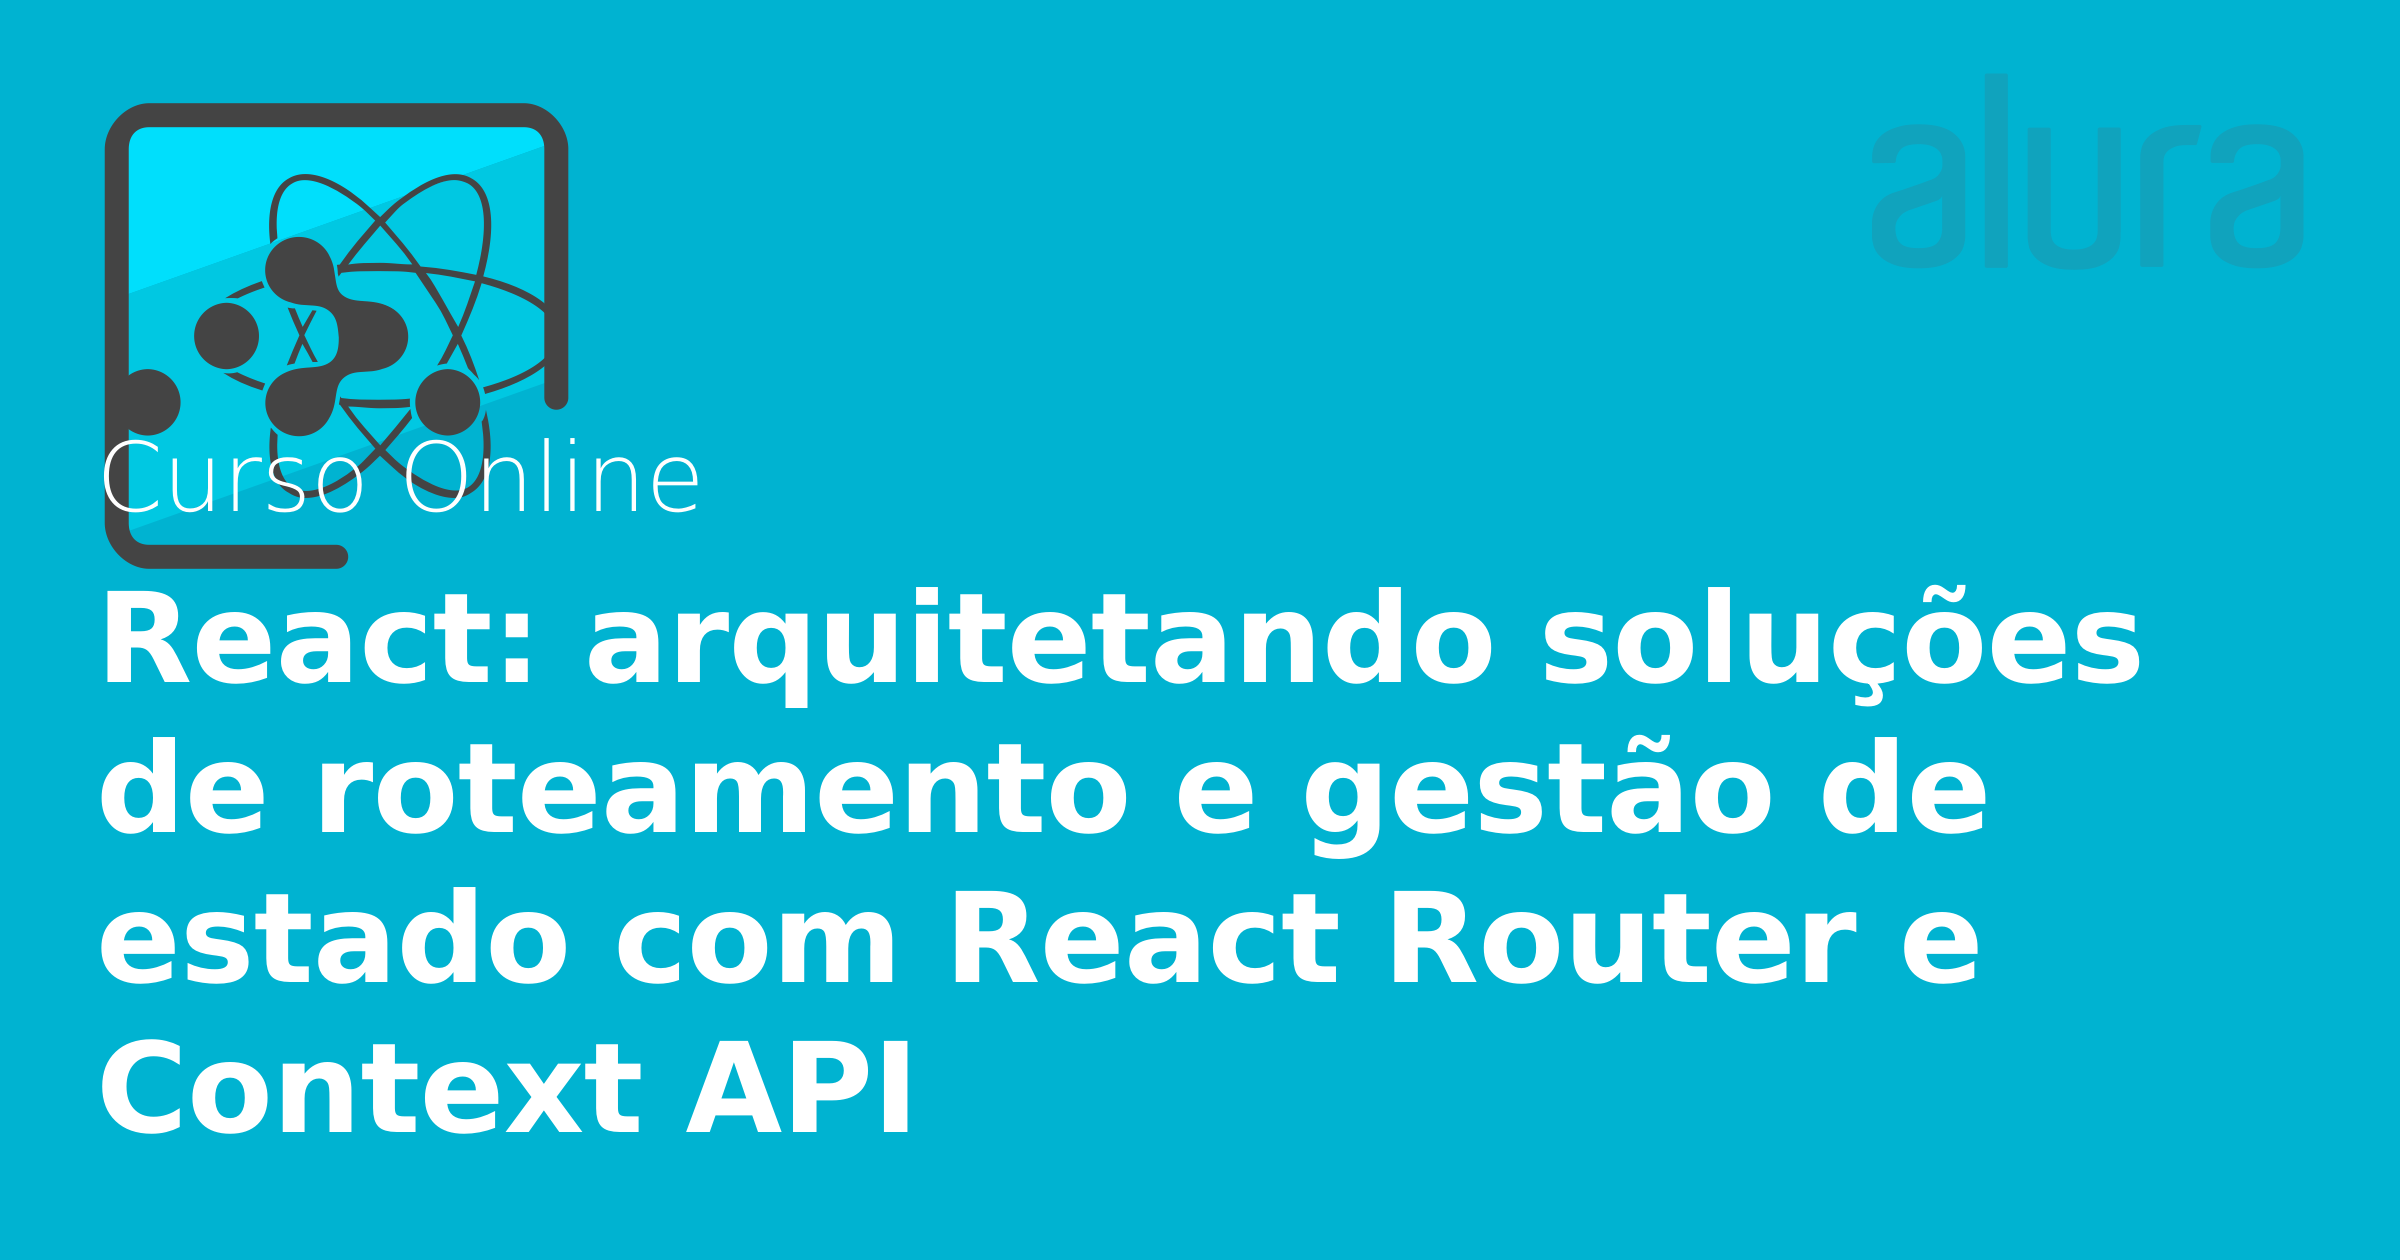 alura
Curso Online
React: arquitetando soluções
de roteamento e gestão de
estado com React Router e
Context API